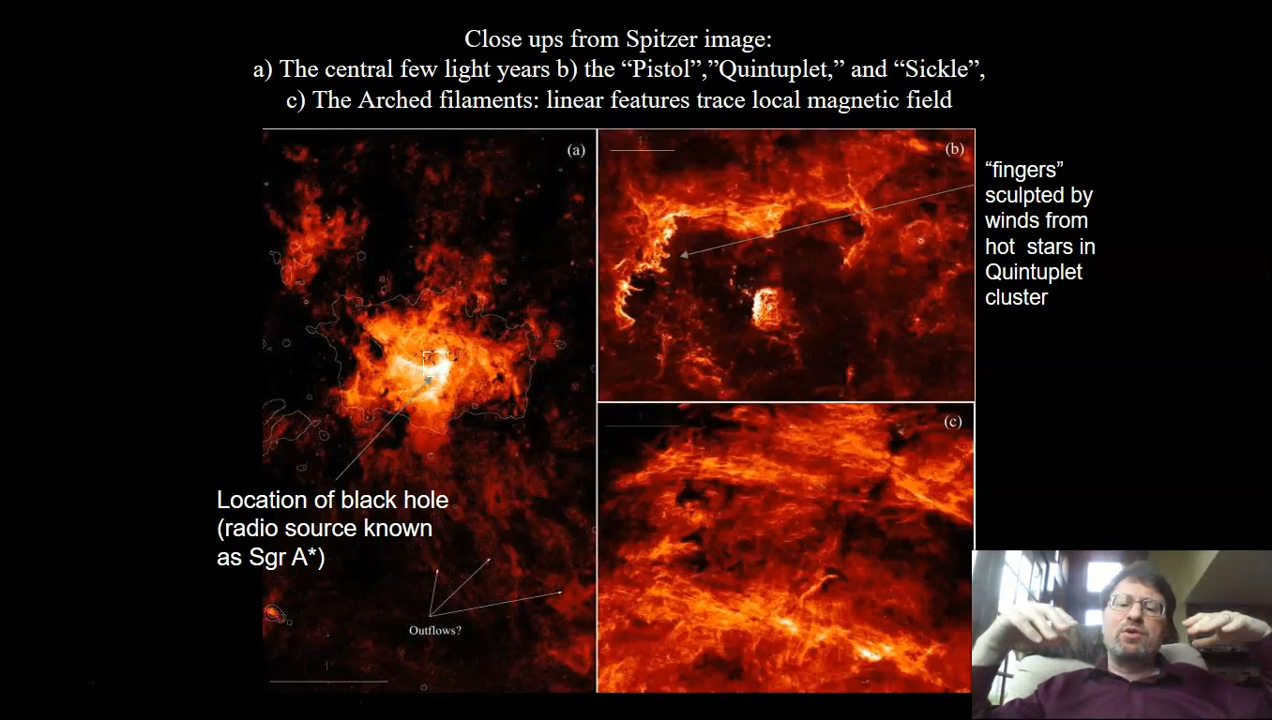 Close ups from Spitzer image:
a) The central few light years b) the “Pistol”,”Quintuplet,” and “Sickle”,
c) The Arched filaments: linear features trace local magnetic field
(a)
(b)
“fingers”
sculpted by
winds from
hot stars in
Quintuplet
cluster
(c)
Location of black hole
(radio source known
as Sgr A*)
Outflows?